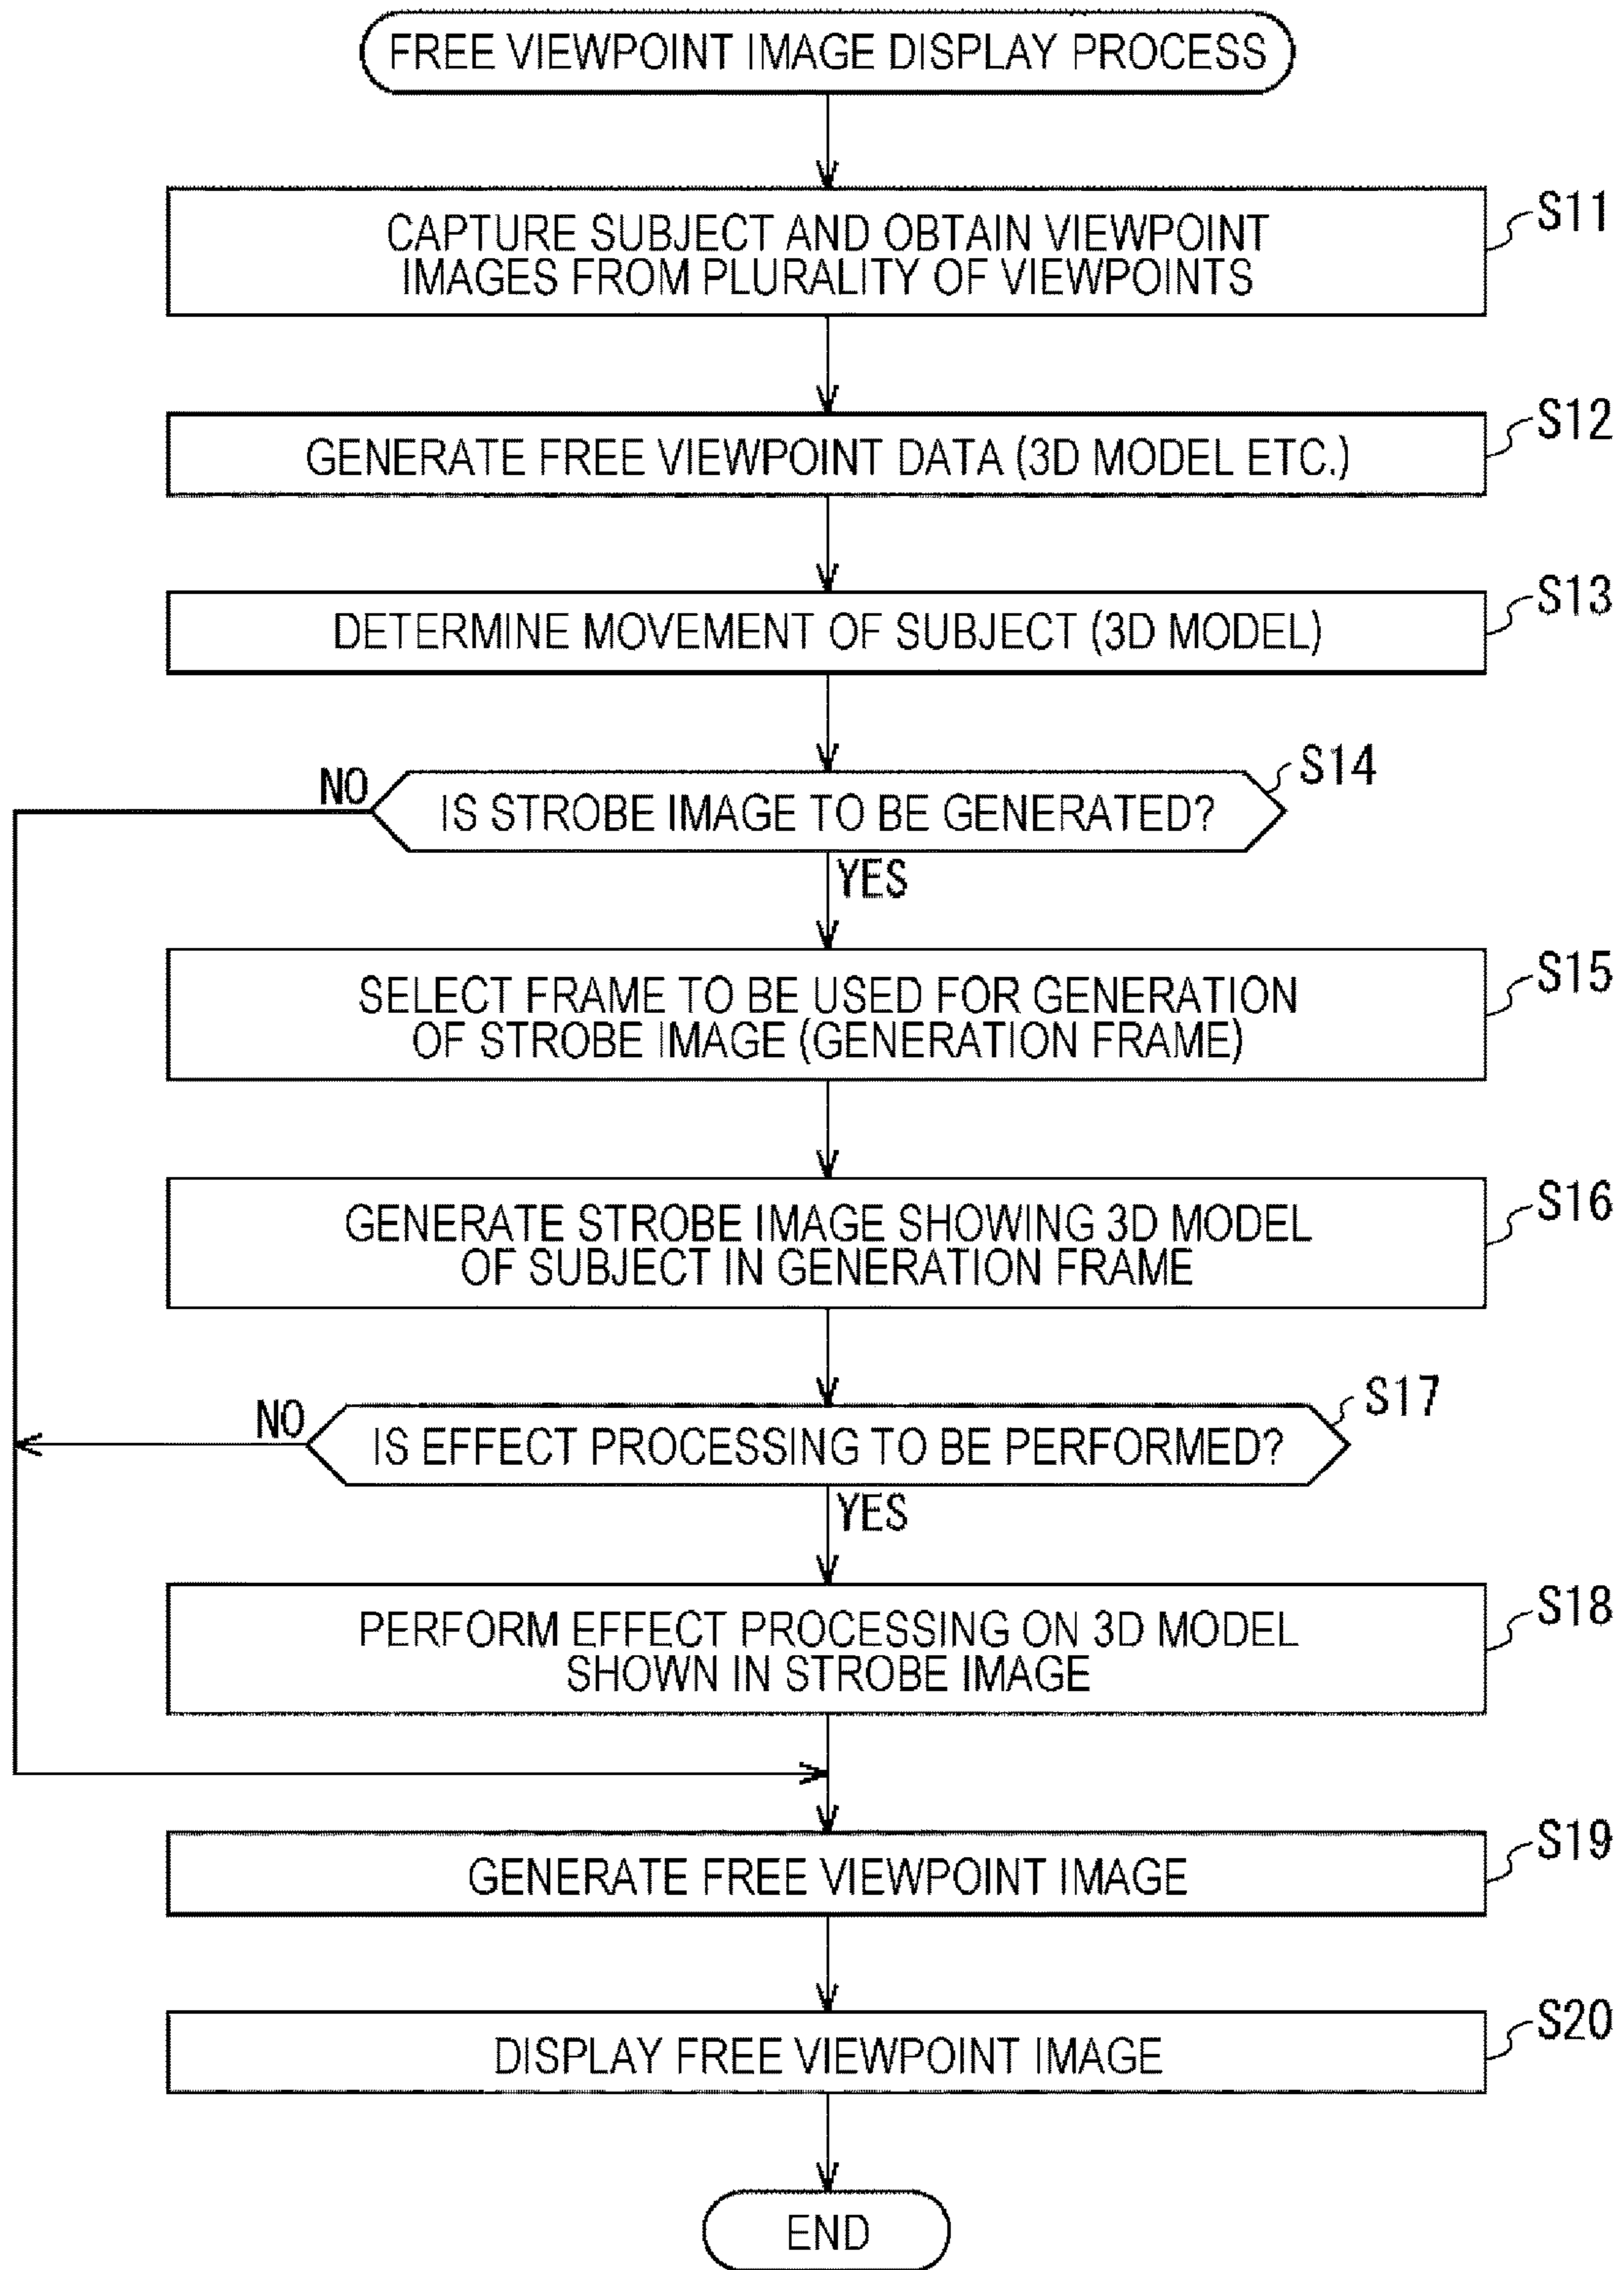 FREE VIEWPOINT IMAGE DISPLAY PROCESS
S11
CAPTURE SUBJECT AND OBTAIN VIEWPOINT
IMAGES FROM PLURALITY OF VIEWPOINTS
S12
GENERATE FREE VIEWPOINT DATA (3D MODEL ETC.)
S13
DETERMINE MOVEMENT OF SUBJECT (3D MODEL)
S14
NO
IS STROBE IMAGE TO BE GENERATED?
YES
S15
SELECT FRAME TO BE USED FOR GENERATION
OF STROBE IMAGE (GENERATION FRAME)
S16
GENERATE STROBE IMAGE SHOWING 3D MODEL
OF SUBJECT IN GENERATION FRAME
S17
NO
IS EFFECT PROCESSING TO BE PERFORMED?
YES
S18
PERFORM EFFECT PROCESSING ON 3D MODEL
SHOWN IN STROBE IMAGE
S19
GENERATE FREE VIEWPOINT IMAGE
S20
DISPLAY FREE VIEWPOINT IMAGE
END